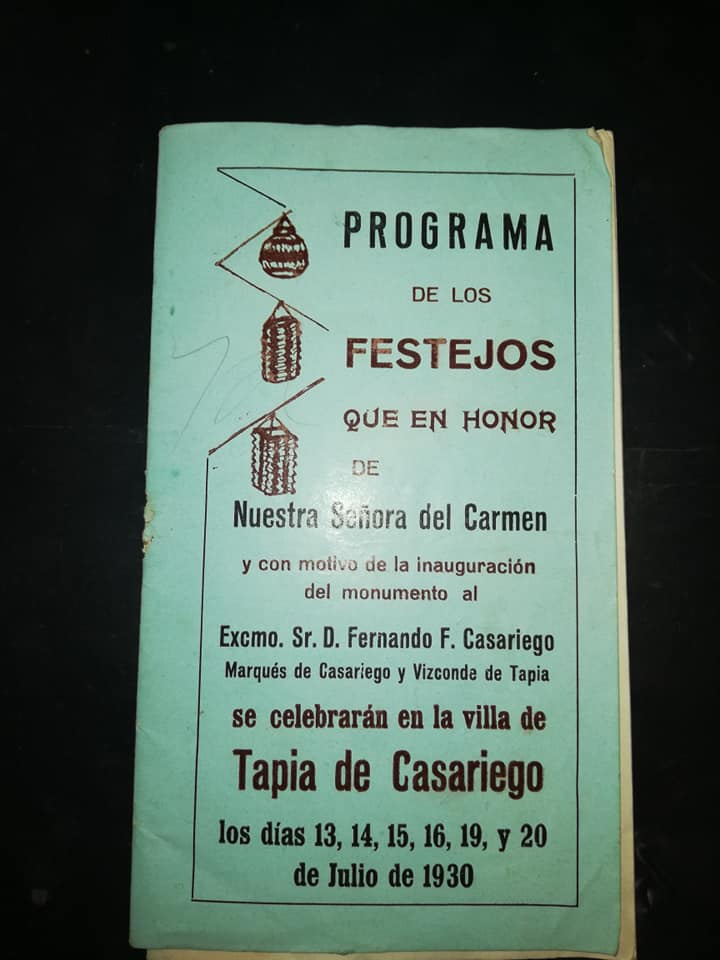 PROGRAMA
DE LOS
FESTEJOS
QUE EN HONOR
DE
Nuestra Señora del Carmen
y con motivo de la inauguración
del monumento al
Excmo. Sr. D. Fernando F. Casariego
Marqués de Casariego y Vizconde de Tapia
se celebrarán en la villa de
Tapia de Casariego
los días 13, 14, 15, 16, 19, y 20
de Julio de 1930